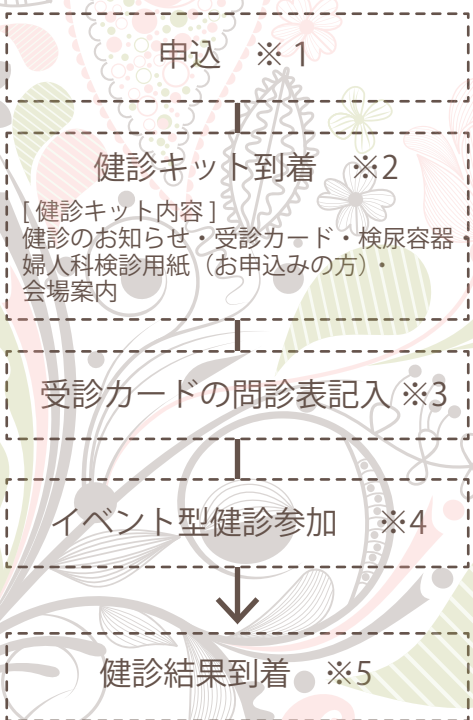 申込　※１
健診キット到着　※2
[ 健診キット内容 ]
健診のお知らせ・受診カード・検尿容器・
婦人科検診用紙（お申込みの方）・
会場案内
受診カードの問診表記入 ※3
イベント型健診参加　※4
健診結果到着　※5